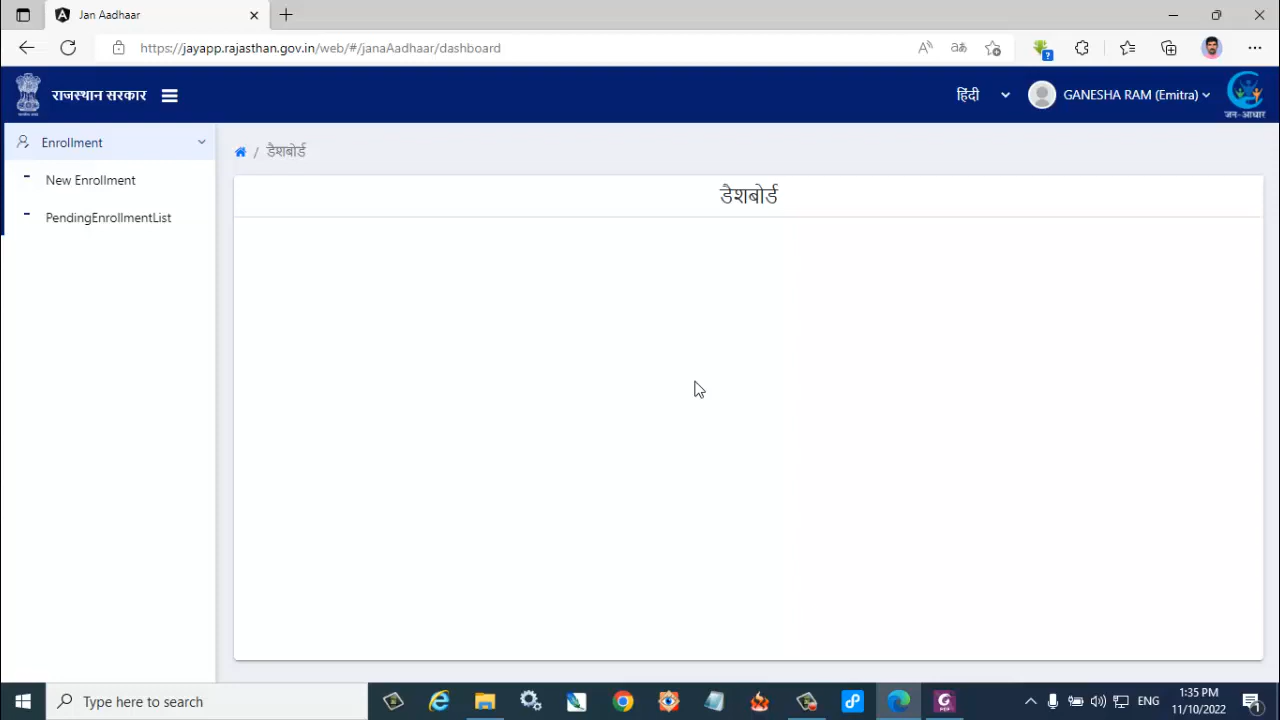 Jan Aadhaar
https://jayapp.rajasthan.gov.in/web/#/janaAadhaar/dashboard
राजस्थान सरकार
हिंदी
GANESHA RAM (Emitra)
जन-आधार
Enrollment
New Enrollment
PendingEnrollmentList
/ डैशबोर्ड
डैशबोर्ड
Type here to search
ENG
1:35 PM
11/10/2022
1